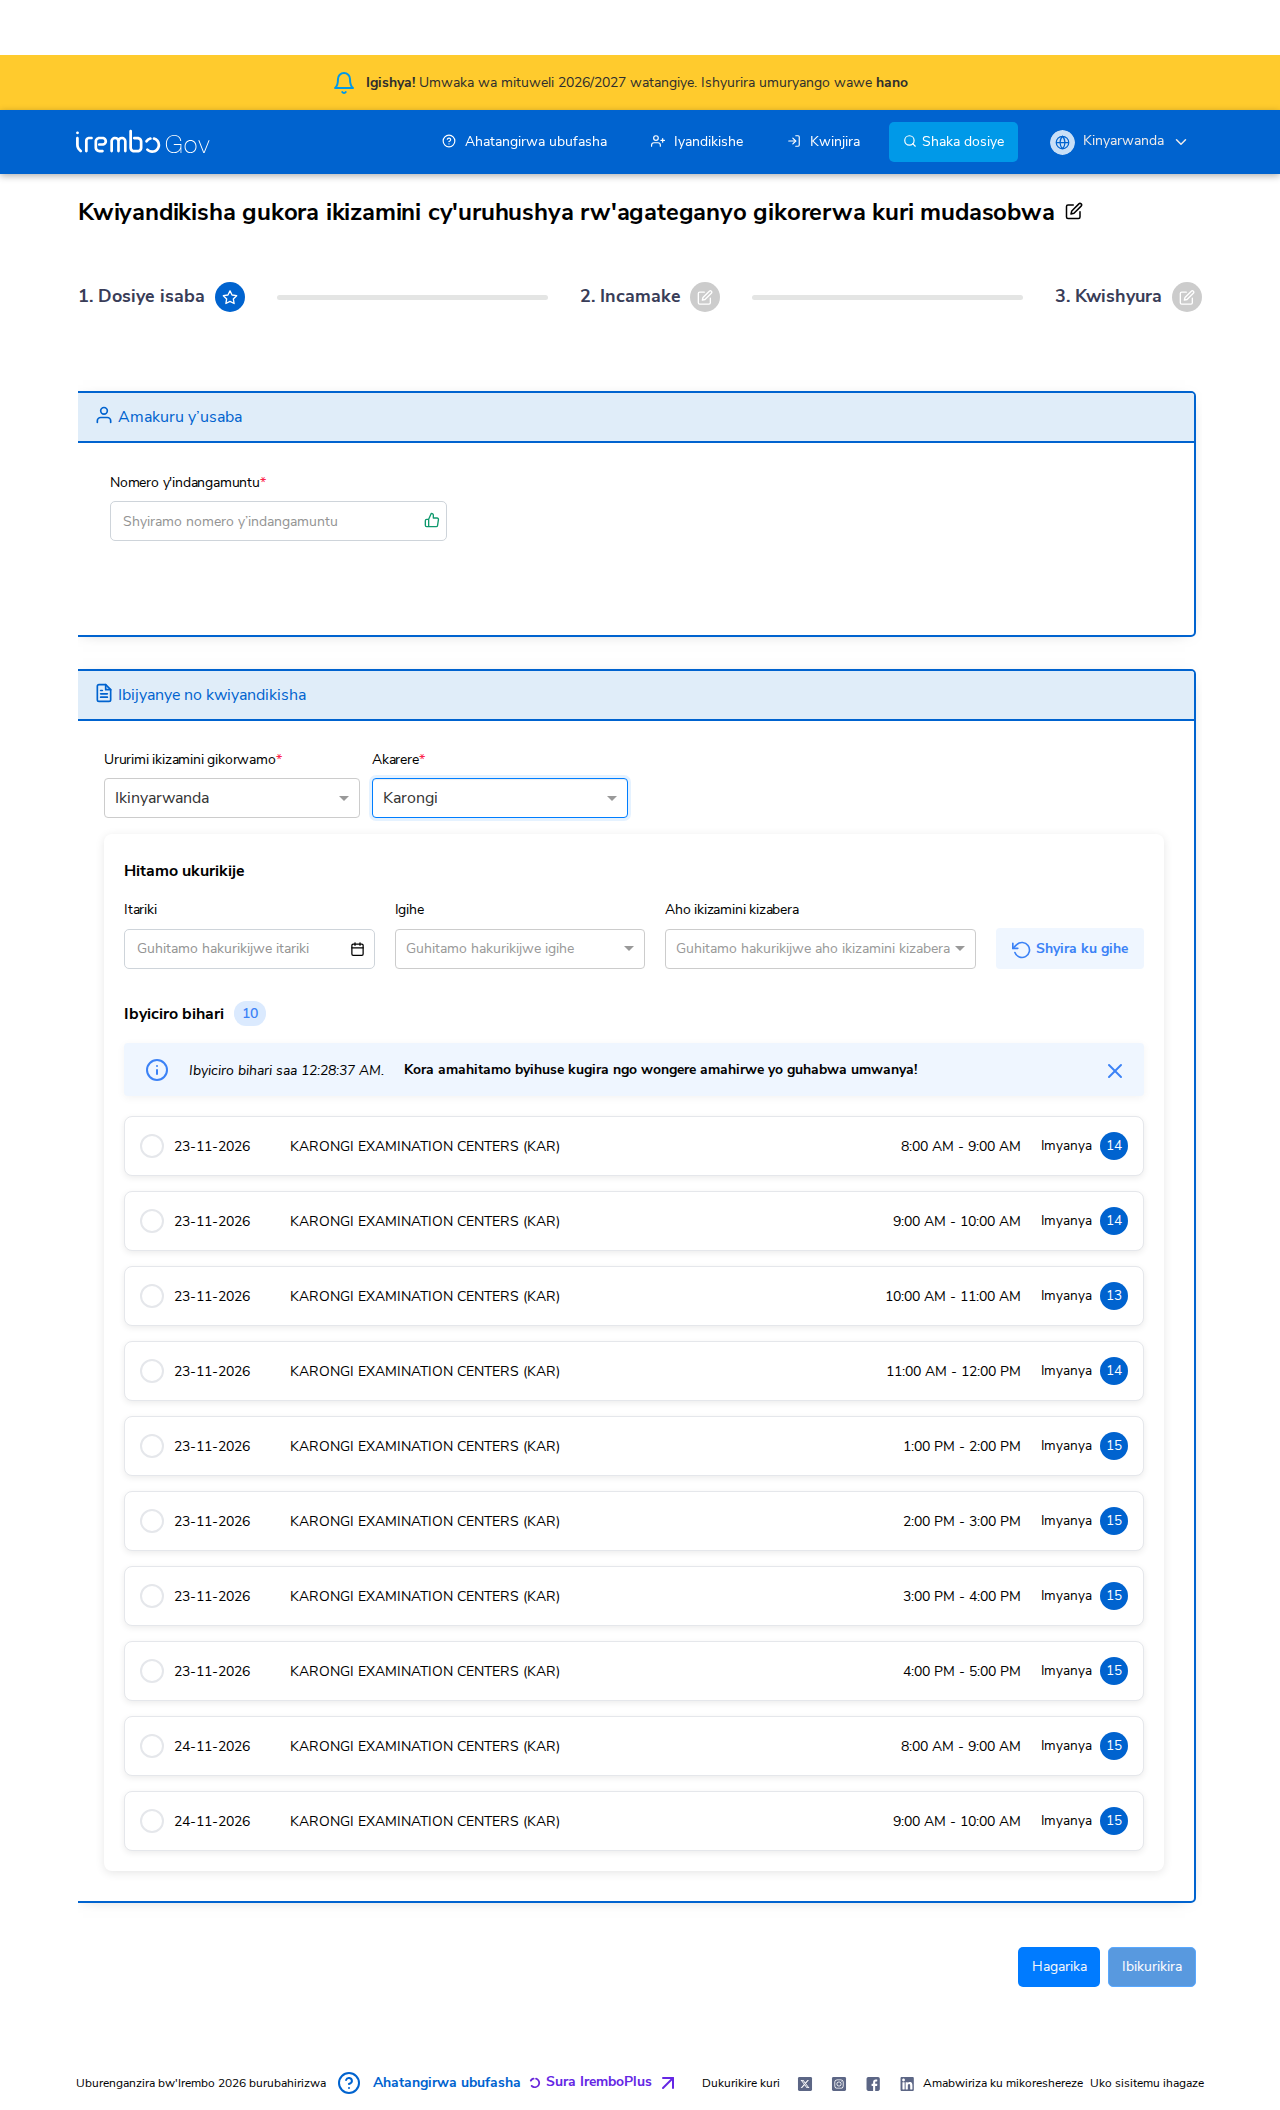 Igishya! Umwaka wa mituweli 2026/2027 watangiye. Ishyurira umuryango wawe hano
irembo Gov
Ahatangirwa ubufasha
Iyandikishe
Kwinjira
Shaka dosiye
Kinyarwanda
Kwiyandikisha gukora ikizamini cy'uruhushya rw'agateganyo gikorerwa kuri mudasobwa
1. Dosiye isaba
2. Incamake
3. Kwishyura
Amakuru y’usaba
Nomero y'indangamuntu*
Shyiramo nomero y’indangamuntu
Ibijyanye no kwiyandikisha
Ururimi ikizamini gikorwamo* Akarere*
Ikinyarwanda Karongi
Hitamo ukurikije
Itariki Igihe Aho ikizamini kizabera
Guhitamo hakurikijwe itariki Guhitamo hakurikijwe igihe Guhitamo hakurikijwe aho ikizamini kizabera Shyira ku gihe
Ibyiciro bihari 10
Ibyiciro bihari saa 12:28:37 AM. Kora amahitamo byihuse kugira ngo wongere amahirwe yo guhabwa umwanya!
23-11-2026 KARONGI EXAMINATION CENTERS (KAR) 8:00 AM - 9:00 AM Imyanya 14
23-11-2026 KARONGI EXAMINATION CENTERS (KAR) 9:00 AM - 10:00 AM Imyanya 14
23-11-2026 KARONGI EXAMINATION CENTERS (KAR) 10:00 AM - 11:00 AM Imyanya 13
23-11-2026 KARONGI EXAMINATION CENTERS (KAR) 11:00 AM - 12:00 PM Imyanya 14
23-11-2026 KARONGI EXAMINATION CENTERS (KAR) 1:00 PM - 2:00 PM Imyanya 15
23-11-2026 KARONGI EXAMINATION CENTERS (KAR) 2:00 PM - 3:00 PM Imyanya 15
23-11-2026 KARONGI EXAMINATION CENTERS (KAR) 3:00 PM - 4:00 PM Imyanya 15
23-11-2026 KARONGI EXAMINATION CENTERS (KAR) 4:00 PM - 5:00 PM Imyanya 15
24-11-2026 KARONGI EXAMINATION CENTERS (KAR) 8:00 AM - 9:00 AM Imyanya 15
24-11-2026 KARONGI EXAMINATION CENTERS (KAR) 9:00 AM - 10:00 AM Imyanya 15
Hagarika Ibikurikira
Uburenganzira bw'Irembo 2026 burubahirizwa Ahatangirwa ubufasha Sura IremboPlus Dukurikire kuri Amabwiriza ku mikoreshereze Uko sisitemu ihagaze